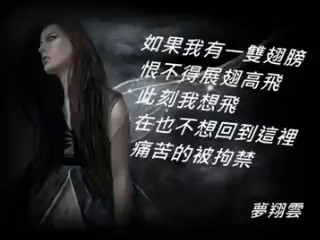 如果我有一雙翅膀
恨不得展翅高飛
此刻我想飛
在也不想回到這裡
痛苦的被拘禁
夢翔雲